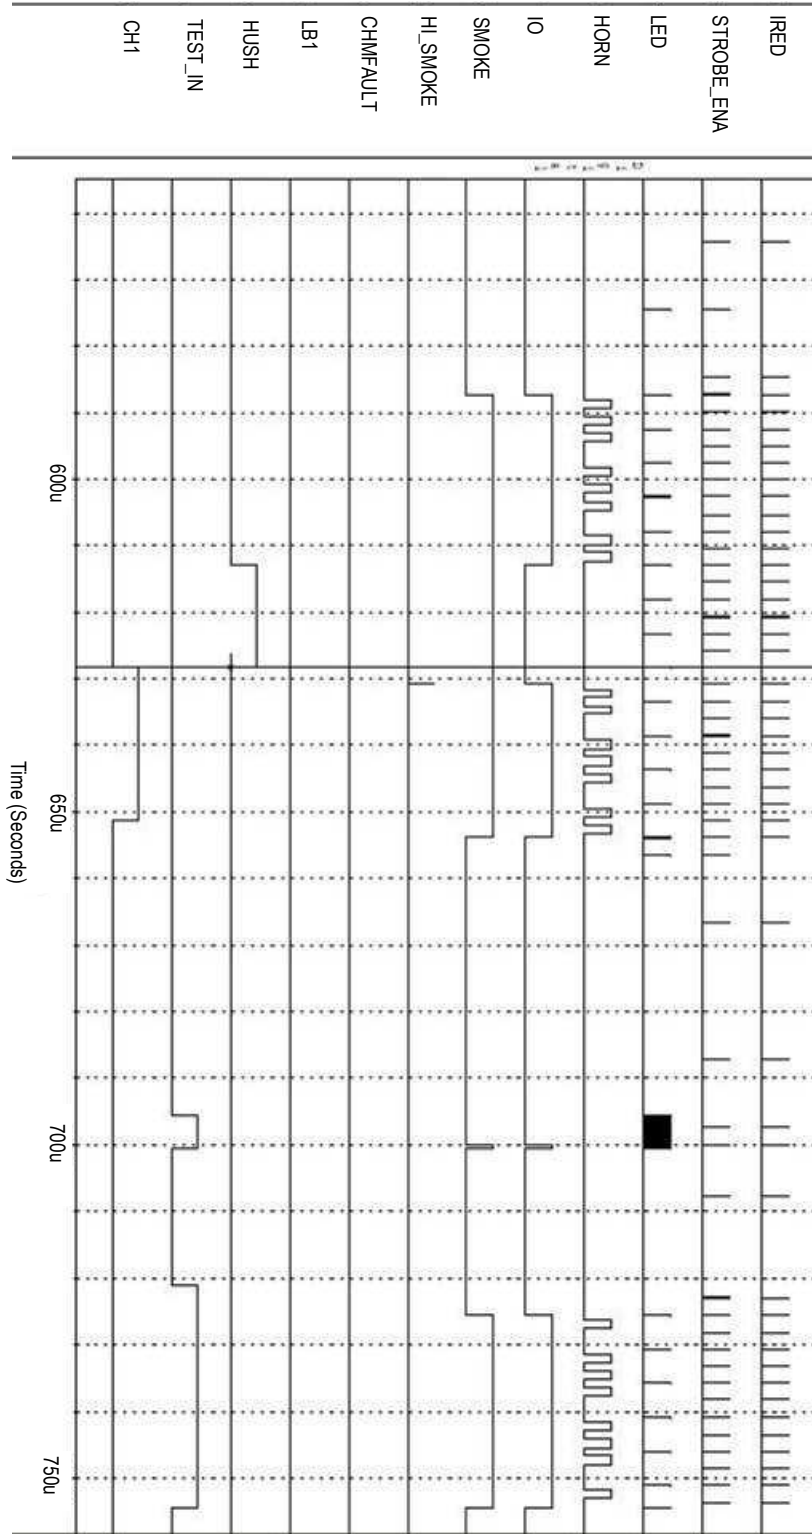 IRED
STROBE_ENA
LED
HORN
IO
SMOKE
HI_SMOKE
CHMFAULT
LB1
HUSH
TEST_IN
CH1
600u
650u
700u
750u
Time (Seconds)